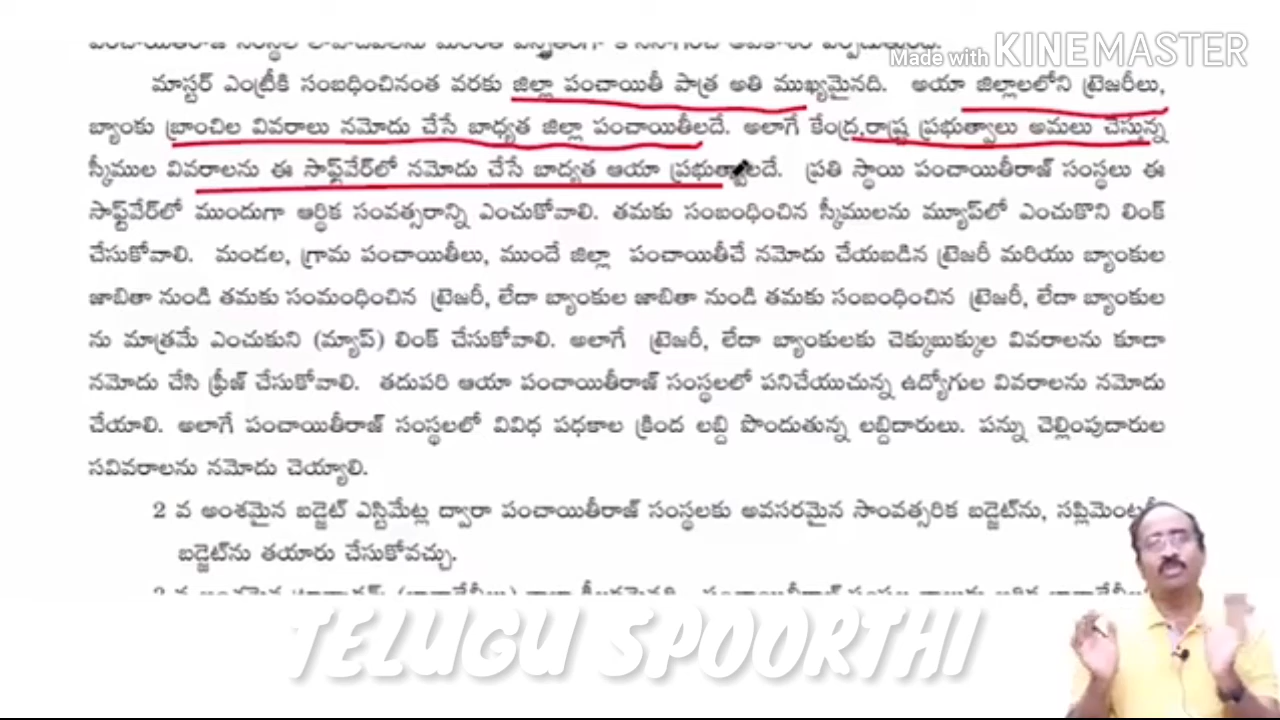 Made with KINEMASTER
మాస్టర్ ఎంట్రీకి సంబధించినంత వరకు జిల్లా పంచాయితీ పాత్ర అతి ముఖ్యమైనది. అయా జిల్లాలలోని ట్రెజరీలు,
బ్యాంకు బ్రాంచిల వివరాలు నమోదు చేసే బాధ్యత జిల్లా పంచాయితీలదే. అలాగే కేంద్ర,రాష్ట్ర ప్రభుత్వాలు అమలు చేస్తున్న
స్కీముల వివరాలను ఈ సాఫ్ట్‌వేర్‌లో నమోదు చేసే బాద్యత ఆయా ప్రభుత్వాలదే. ప్రతి స్థాయి పంచాయితీరాజ్ సంస్థలు ఈ
సాఫ్ట్‌వేర్‌లో ముందుగా ఆర్థిక సంవత్సరాన్ని ఎంచుకోవాలి. తమకు సంబంధించిన స్కీములను మ్యూప్‌లో ఎంచుకొని లింక్
చేసుకోవాలి. మండల, గ్రామ పంచాయితీలు, ముందే జిల్లా పంచాయితీచే నమోదు చేయబడిన ట్రెజరీ మరియు బ్యాంకుల
జాబితా నుండి తమకు సంమంధించిన ట్రెజరీ, లేదా బ్యాంకుల జాబితా నుండి తమకు సంబంధించిన ట్రెజరీ, లేదా బ్యాంకుల
ను మాత్రమే ఎంచుకుని (మ్యాప్) లింక్ చేసుకోవాలి. అలాగే ట్రెజరీ, లేదా బ్యాంకులకు చెక్కుబుక్కుల వివరాలను కూడా
నమోదు చేసి ఫ్రీజ్ చేసుకోవాలి. తదుపరి ఆయా పంచాయితీరాజ్ సంస్థలలో పనిచేయుచున్న ఉద్యోగుల వివరాలను నమోదు
చేయాలి. అలాగే పంచాయితీరాజ్ సంస్థలలో వివిధ పధకాల క్రింద లబ్ది పొందుతున్న లబ్దిదారులు. పన్ను చెల్లింపుదారుల
సవివరాలను నమోదు చెయ్యాలి.
2 వ అంశమైన బడ్జెట్ ఎస్టిమేట్ల ద్వారా పంచాయితీరాజ్ సంస్థలకు అవసరమైన సాంవత్సరిక బడ్జెట్‌ను,
బడ్జెట్‌ను తయారు చేసుకోవచ్చు.
TELUGU SPOORTHI